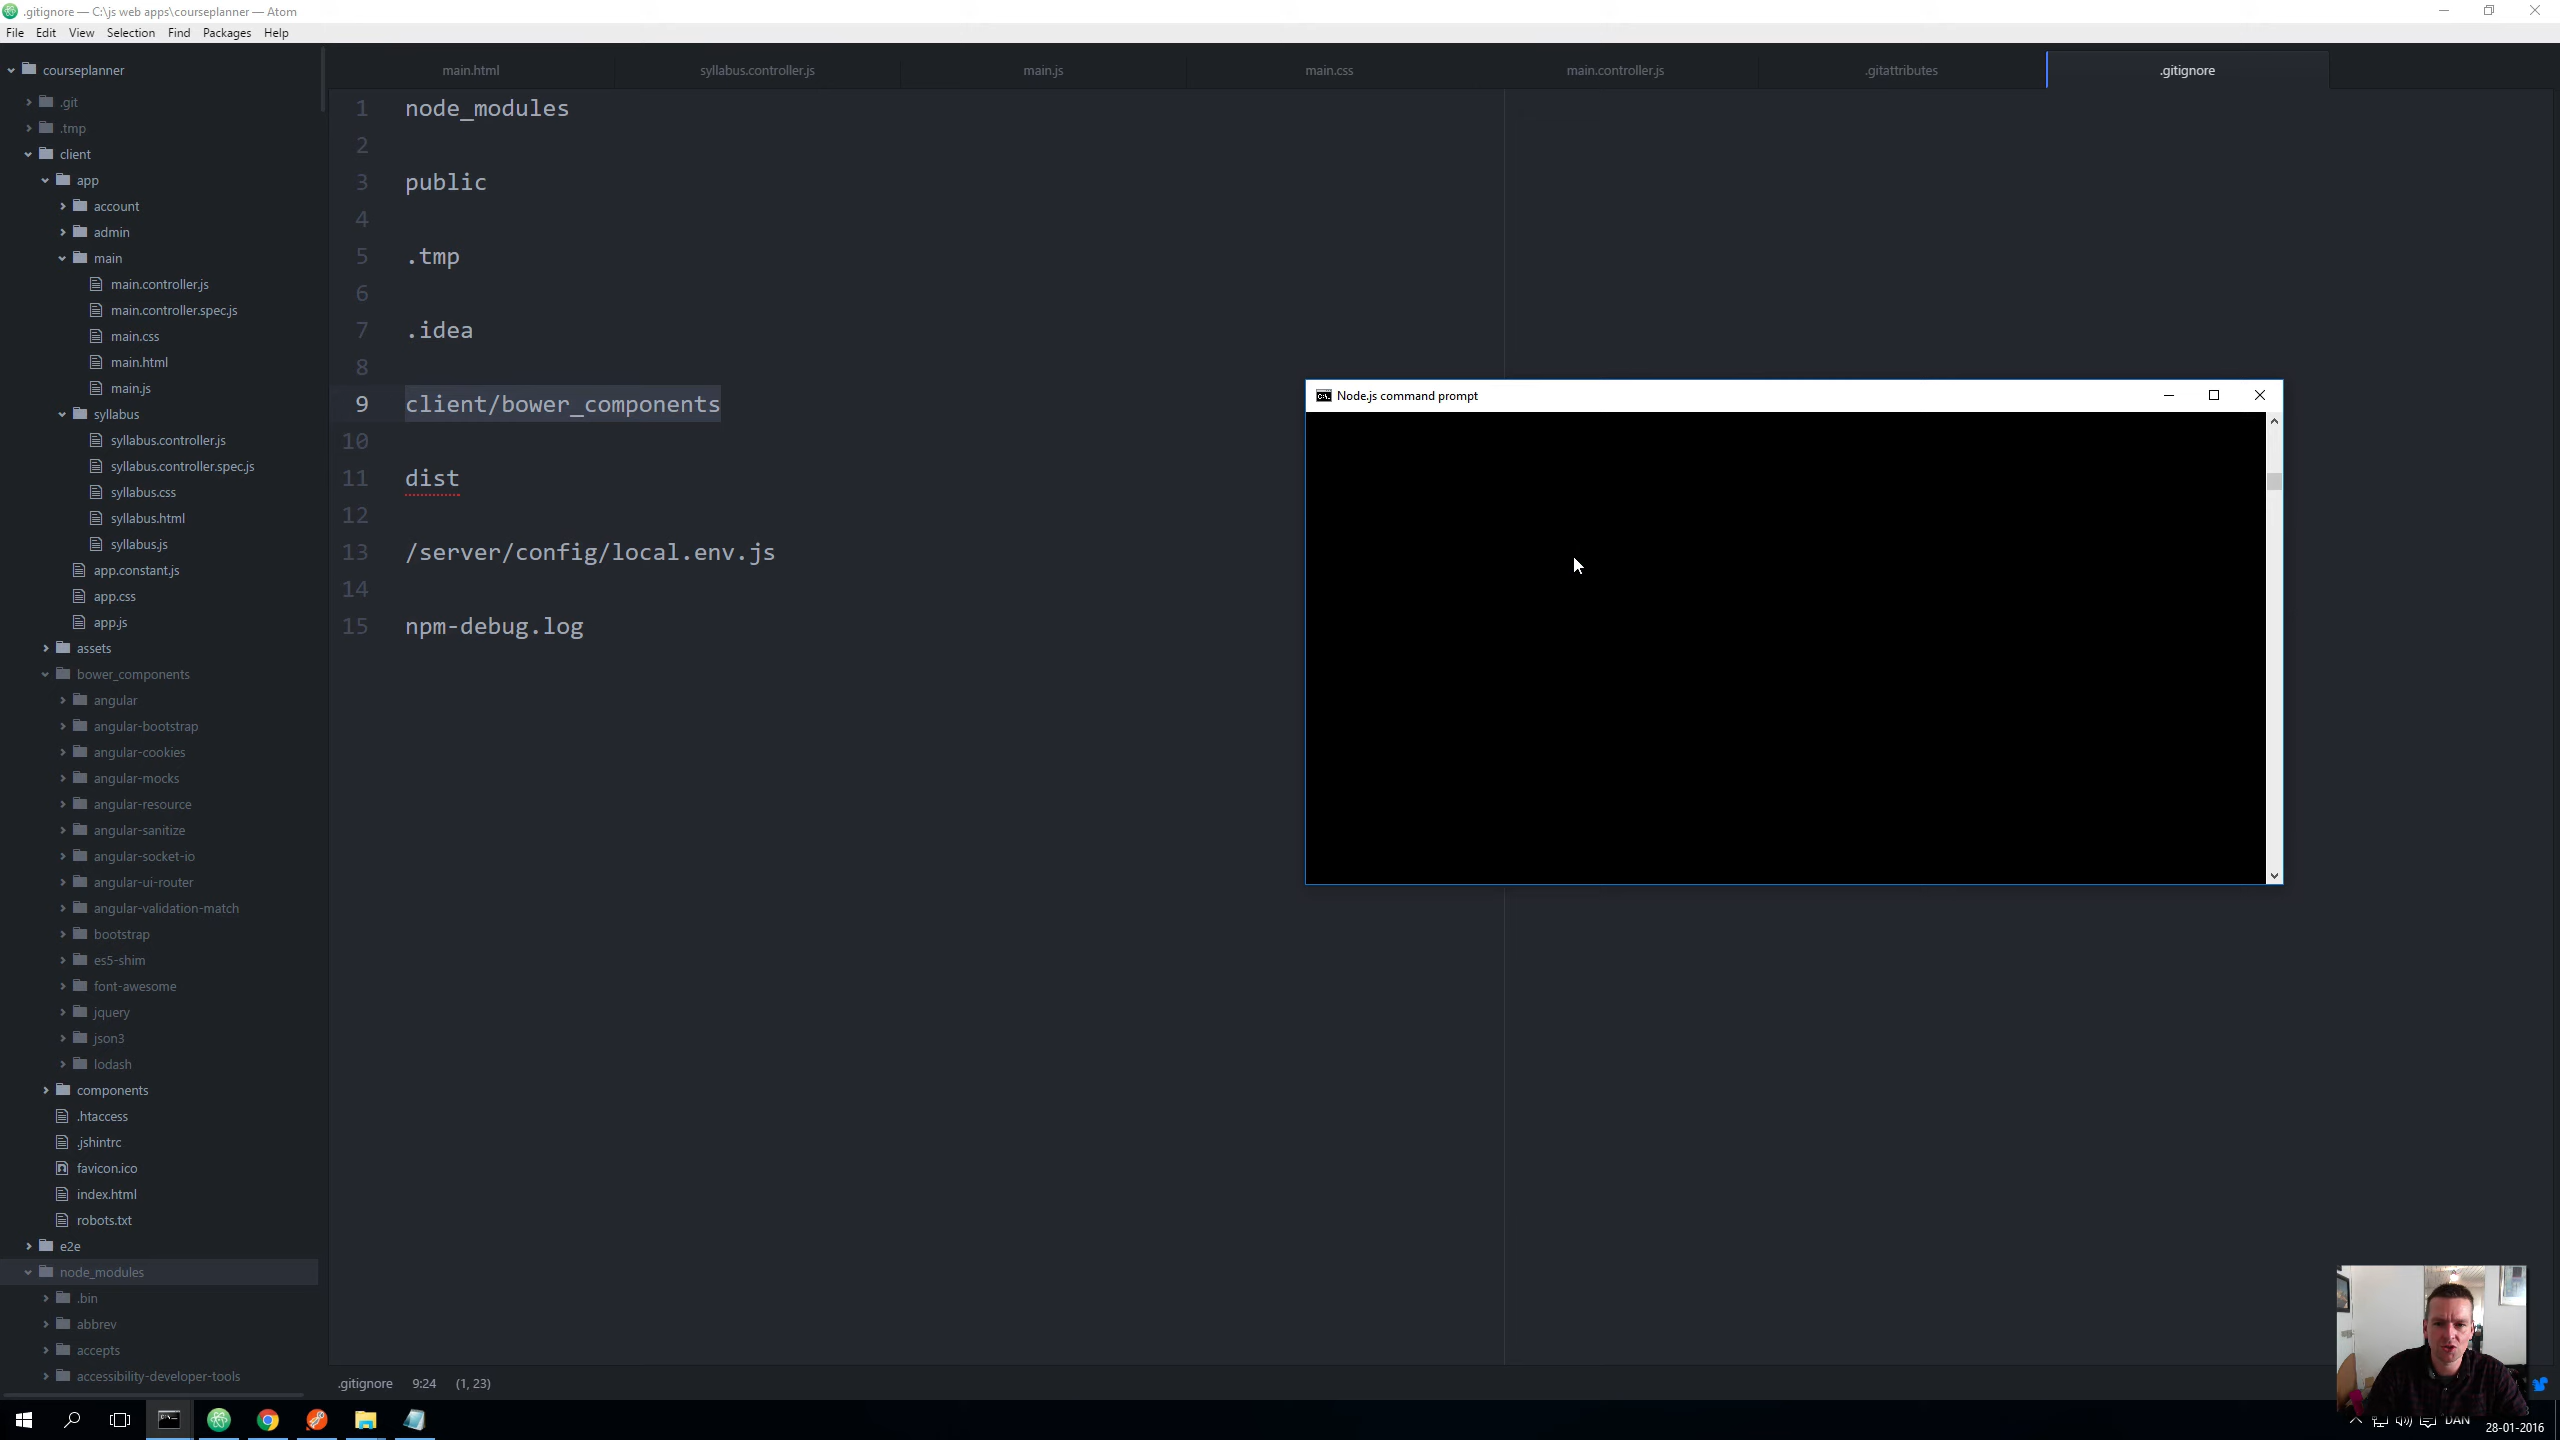 .gitignore — C:\js web apps\courseplanner — Atom
File Edit View Selection Find Packages Help
courseplanner
.git
.tmp
client
app
account
admin
main
main.controller.js
main.controller.spec.js
main.css
main.html
main.js
syllabus
syllabus.controller.js
syllabus.controller.spec.js
syllabus.css
syllabus.html
syllabus.js
app.constant.js
app.css
app.js
assets
bower_components
angular
angular-bootstrap
angular-cookies
angular-mocks
angular-resource
angular-sanitize
angular-socket-io
angular-ui-router
angular-validation-match
bootstrap
es5-shim
font-awesome
jquery
json3
lodash
components
.htaccess
.jshintrc
favicon.ico
index.html
robots.txt
e2e
node_modules
.bin
abbrev
accepts
accessibility-developer-tools
main.html syllabus.controller.js main.js main.css main.controller.js .gitattributes .gitignore
1 node_modules
2
3 public
4
5 .tmp
6
7 .idea
8
9 client/bower_components
10
11 dist
12
13 /server/config/local.env.js
14
15 npm-debug.log
Node.js command prompt
.gitignore 9:24 (1, 23)
DAN
28-01-2016